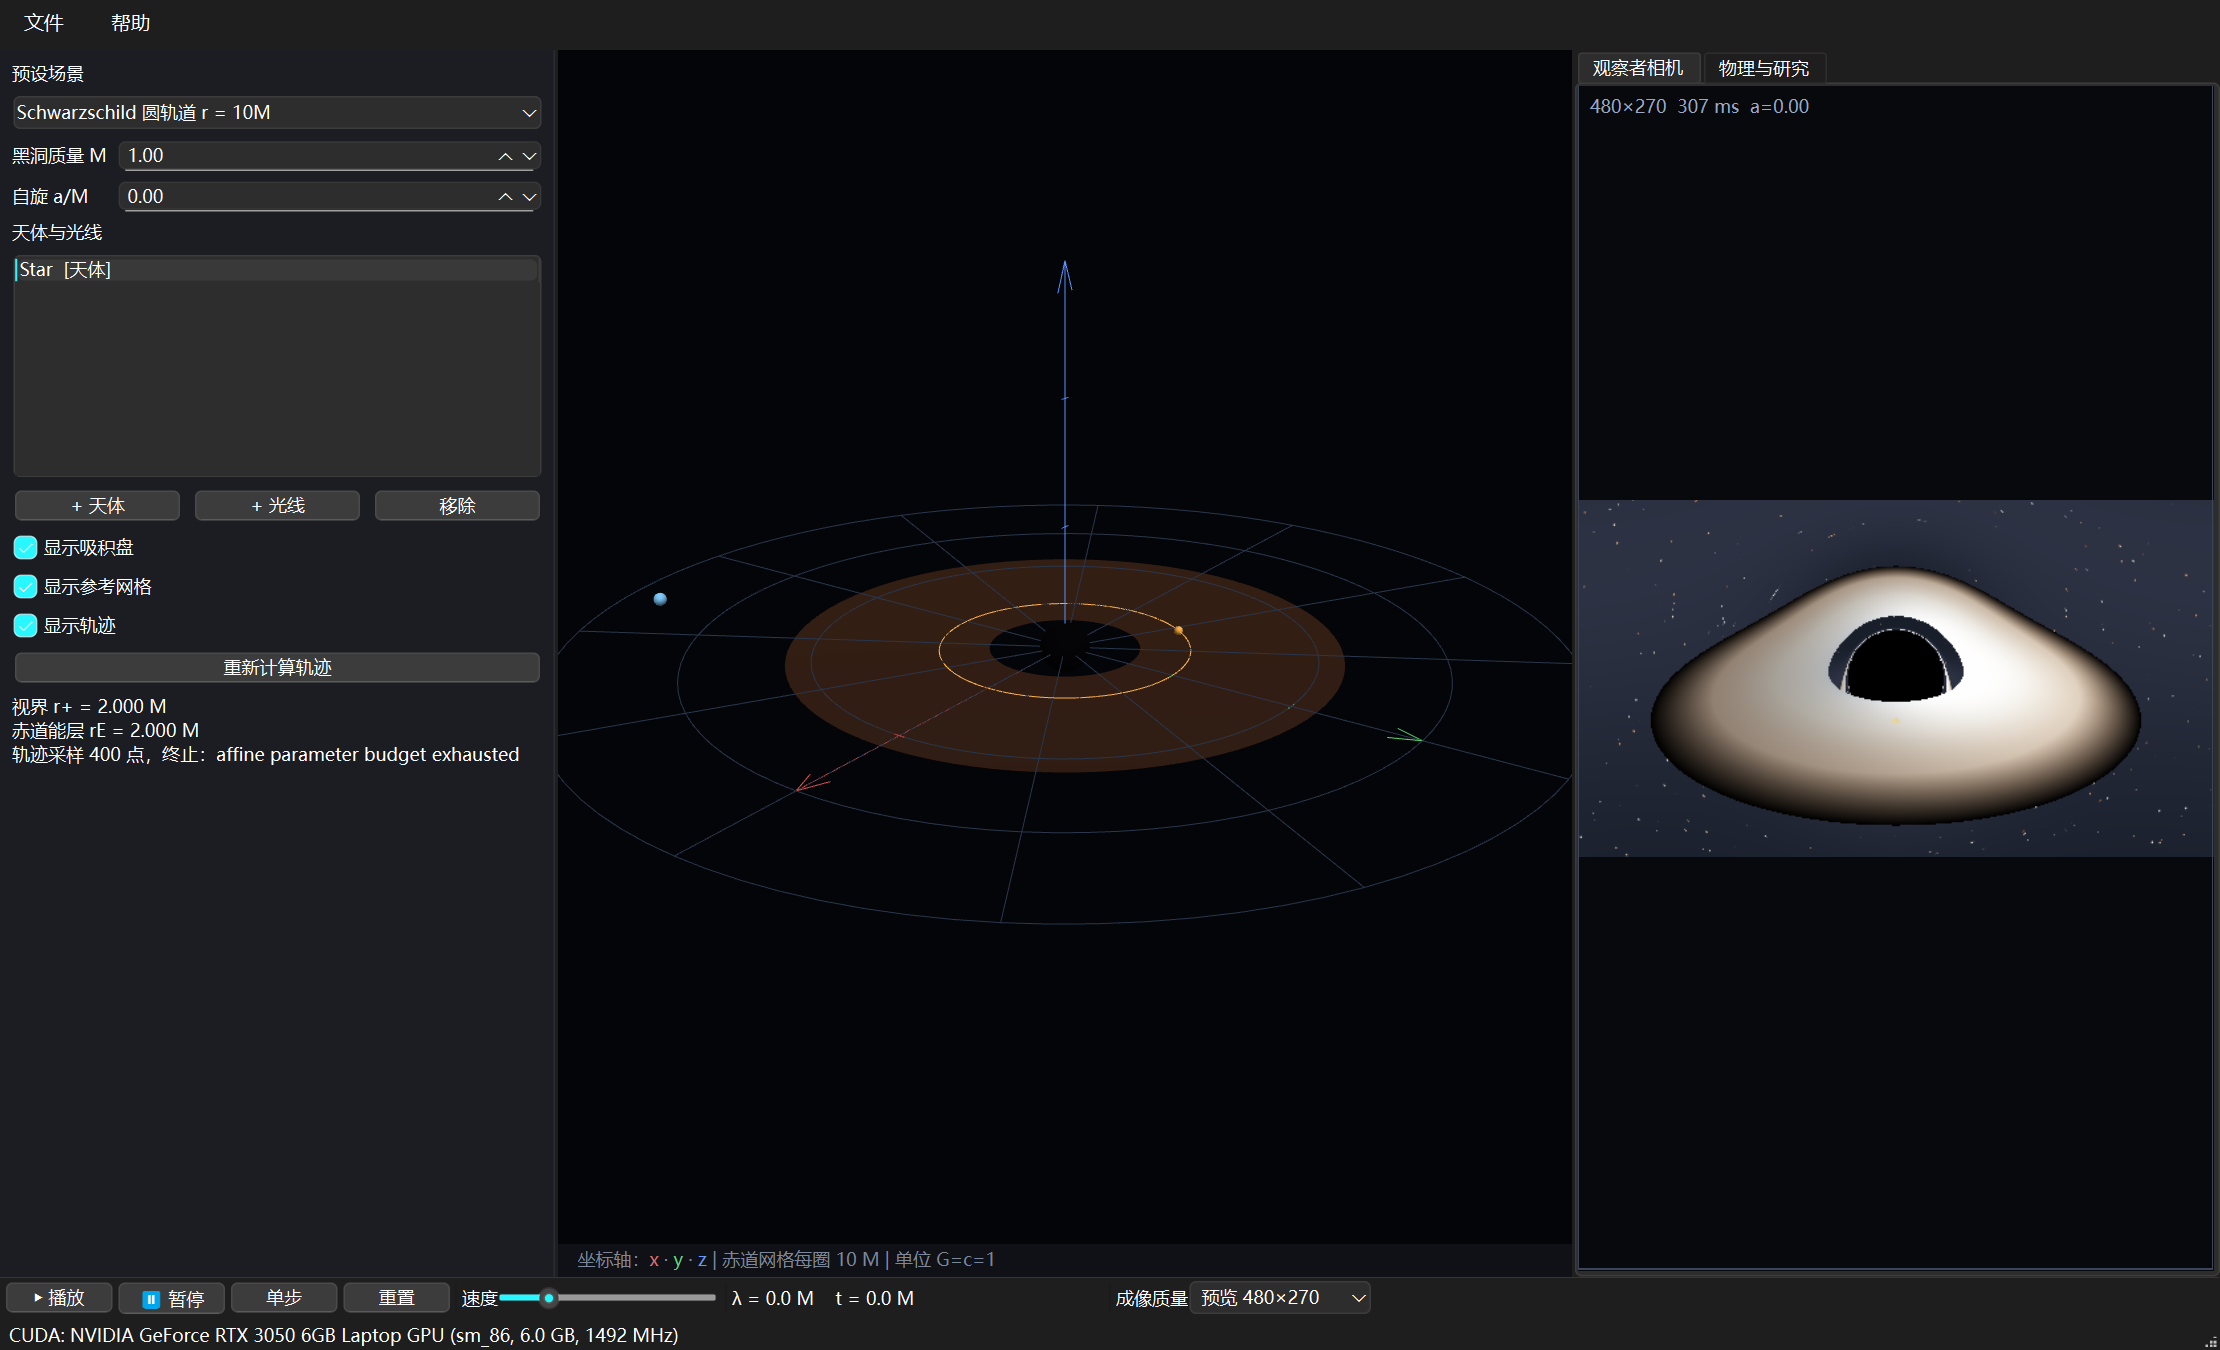 文件 帮助
预设场景
Schwarzschild 圆轨道 r = 10M
黑洞质量 M 1.00
自旋 a/M 0.00
天体与光线
Star [天体]
+ 天体 + 光线 移除
显示吸积盘
显示参考网格
显示轨迹
重新计算轨迹
视界 r+ = 2.000 M
赤道能层 rE = 2.000 M
轨迹采样 400 点，终止：affine parameter budget exhausted
坐标轴：x · y · z | 赤道网格每圈 10 M | 单位 G=c=1
观察者相机 物理与研究
480×270 307 ms a=0.00
播放 暂停 单步 重置 速度 λ = 0.0 M t = 0.0 M 成像质量 预览 480×270
CUDA: NVIDIA GeForce RTX 3050 6GB Laptop GPU (sm_86, 6.0 GB, 1492 MHz)